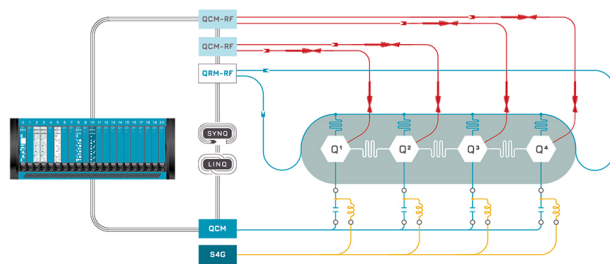 QCM-RF
QCM-RF
QRM-RF
SYNQ
LINQ
Q¹ Q² Q³ Q⁴
QCM
S4G